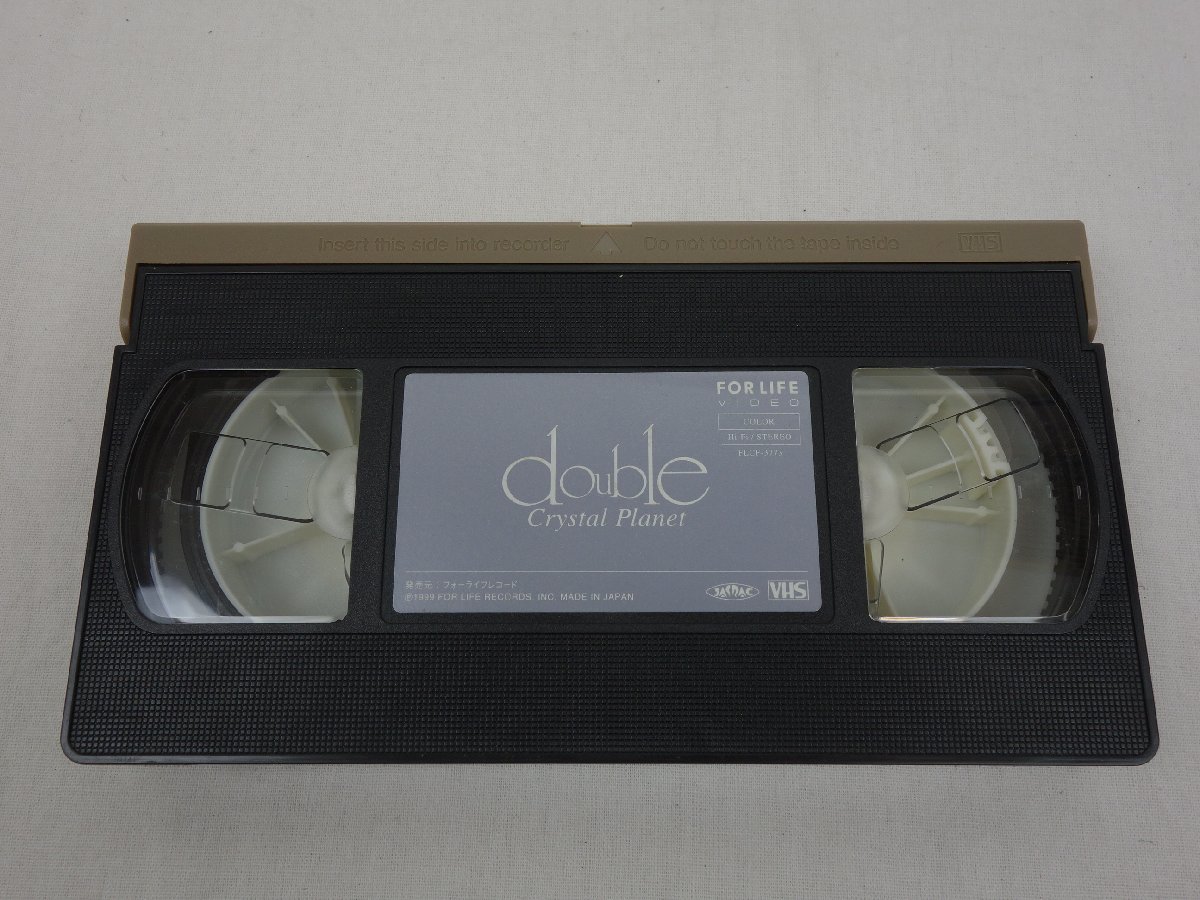 Insert this side into recorder Do not touch the tape inside VHS
FOR LIFE
VIDEO
COLOR
Hi-Fi / STEREO
double
Crystal Planet
発売元：フォーライフレコード
Ⓟ1999 FOR LIFE RECORDS, INC. MADE IN JAPAN
JASRAC VHS